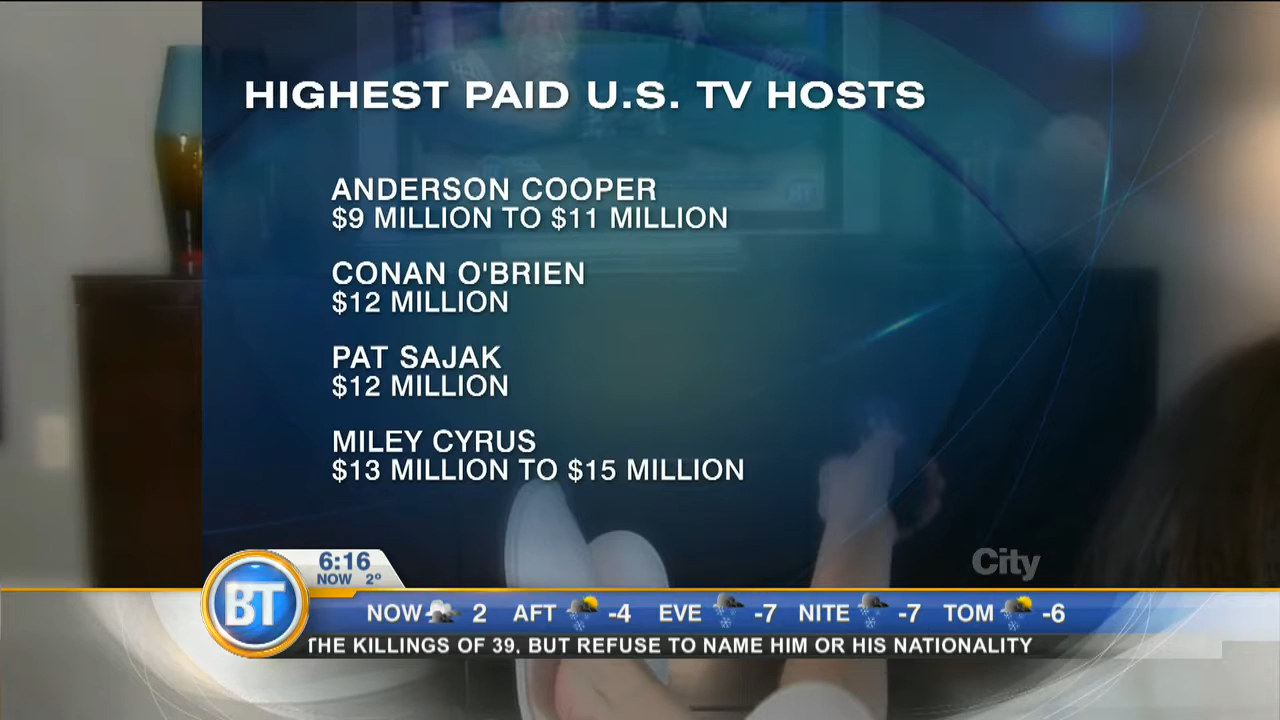 HIGHEST PAID U.S. TV HOSTS
ANDERSON COOPER
$9 MILLION TO $11 MILLION
CONAN O'BRIEN
$12 MILLION
PAT SAJAK
$12 MILLION
MILEY CYRUS
$13 MILLION TO $15 MILLION
City
6:16
NOW 2°
BT
NOW 2 AFT -4 EVE -7 NITE -7 TOM -6
THE KILLINGS OF 39, BUT REFUSE TO NAME HIM OR HIS NATIONALITY